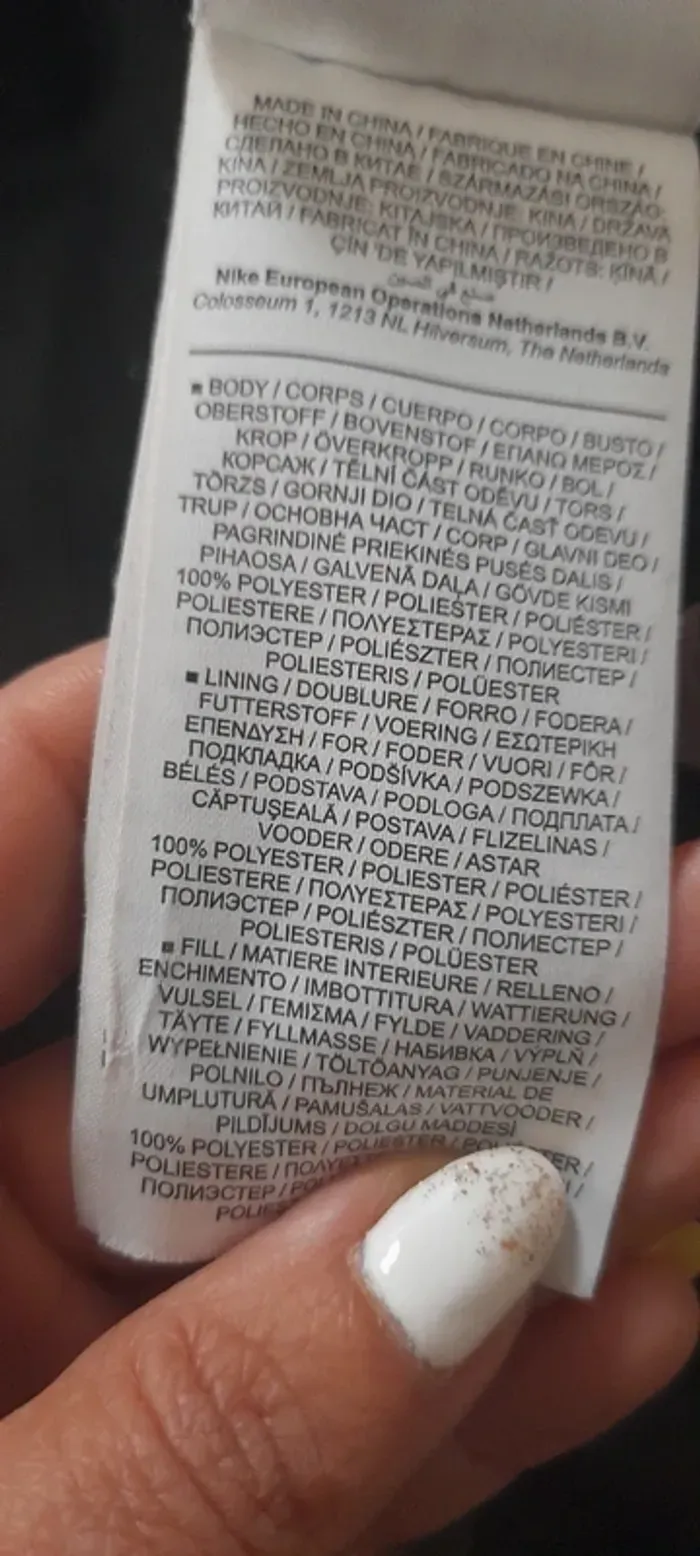 MADE IN CHINA / FABRIQUE EN CHINE /
HECHO EN CHINA / FABRICADO NA CHINA /
СДЕЛАНО В КИТАЕ / SZÁRMAZÁSI ORSZÁG:
KÍNA / ZEMLJA PROIZVODNJE: KINA / DRŽAVA
PROIZVODNJE: KITAJSKA / ПРОИЗВЕДЕНО В
КИТАЙ / FABRICAT ÎN CHINA / RAŽOTS: ĶĪNĀ /
ÇİN 'DE YAPILMIŞTIR /
صنع في الصين
Nike European Operations Netherlands B.V.
Colosseum 1, 1213 NL Hilversum, The Netherlands
■ BODY / CORPS / CUERPO / CORPO / BUSTO /
OBERSTOFF / BOVENSTOF / ΕΠΑΝΩ ΜΕΡΟΣ /
KROP / ÖVERKROPP / RUNKO / BOL /
КОРСАЖ / TĚLNÍ ČÁST ODĚVU / TORS /
TÖRZS / GORNJI DIO / TELNÁ ČASŤ ODEVU /
TRUP / ОСНОВНА ЧАСТ / CORP / GLAVNI DEO /
PAGRINDINĖ PRIEKINĖS PUSĖS DALIS /
PIHAOSA / GALVENĀ DAĻA / GÖVDE KISMI
100% POLYESTER / POLIESTER / POLIÉSTER /
POLIESTERE / ΠΟΛΥΕΣΤΕΡΑΣ / POLYESTERI /
ПОЛИЭСТЕР / POLIÉSZTER / ПОЛИЕСТЕР /
POLIESTERIS / POLÜESTER
■ LINING / DOUBLURE / FORRO / FODERA /
FUTTERSTOFF / VOERING / ΕΣΩΤΕΡΙΚΗ
ΕΠΕΝΔΥΣΗ / FOR / FODER / VUORI / FÔR /
ПОДКЛАДКА / PODŠÍVKA / PODSZEWKA /
BÉLÉS / PODSTAVA / PODLOGA / ПОДПЛАТА /
CĂPTUŞEALĂ / POSTAVA / FLIZELINAS /
VOODER / ODERE / ASTAR
100% POLYESTER / POLIESTER / POLIÉSTER /
POLIESTERE / ΠΟΛΥΕΣΤΕΡΑΣ / POLYESTERI /
ПОЛИЭСТЕР / POLIÉSZTER / ПОЛИЕСТЕР /
POLIESTERIS / POLÜESTER
■ FILL / MATIERE INTERIEURE / RELLENO /
ENCHIMENTO / IMBOTTITURA / WATTIERUNG /
VULSEL / ΓΕΜΙΣΜΑ / FYLDE / VADDERING /
TÄYTE / FYLLMASSE / НАБИВКА / VÝPLŇ /
WYPEŁNIENIE / TÖLTŐANYAG / PUNJENJE /
POLNILO / ПЪЛНЕЖ / MATERIAL DE
UMPLUTURĂ / PAMUŠALAS / VATTVOODER /
PILDĪJUMS / DOLGU MADDESİ
100% POLYESTER / POLIESTER /
POLIESTERE /
ПОЛИЭСТЕР /